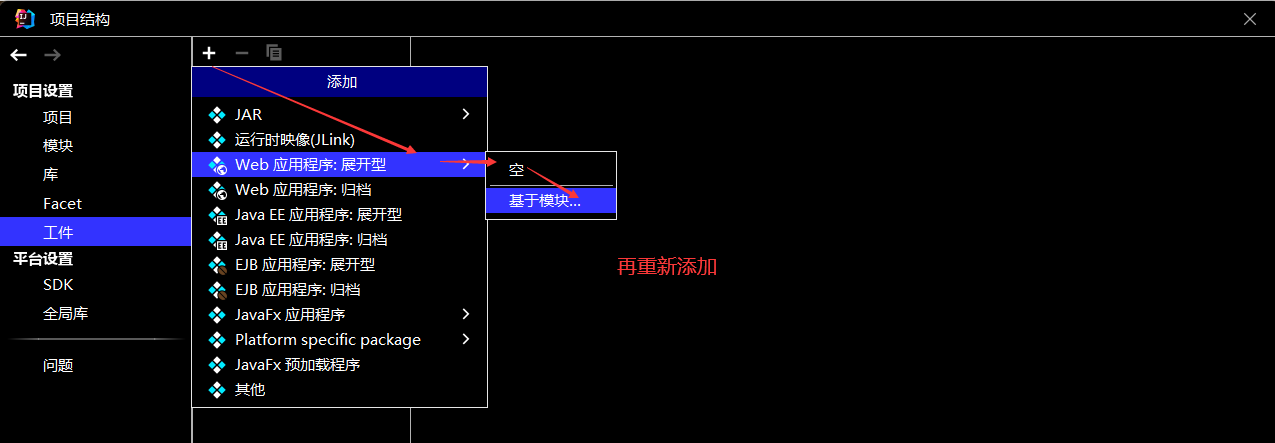 项目结构
项目设置
项目
模块
库
Facet
工件
平台设置
SDK
全局库
问题
添加
JAR
运行时映像(JLink)
Web 应用程序: 展开型
Web 应用程序: 归档
Java EE 应用程序: 展开型
Java EE 应用程序: 归档
EJB 应用程序: 展开型
EJB 应用程序: 归档
JavaFx 应用程序
Platform specific package
JavaFx 预加载程序
其他
空
基于模块...
再重新添加